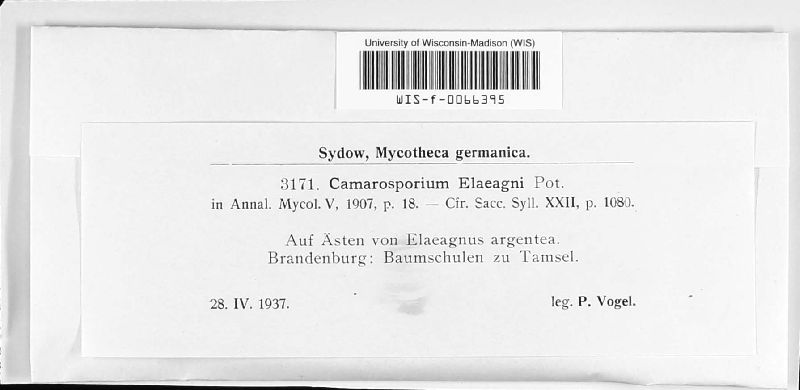 University of Wisconsin-Madison (WIS)
WIS-f-0066395
Sydow, Mycotheca germanica.
3171. Camarosporium Elaeagni Pot.
in Annal. Mycol. V, 1907, p. 18. — Cfr. Sacc. Syll. XXII, p. 1080.
Auf Ästen von Elaeagnus argentea.
Brandenburg: Baumschulen zu Tamsel.
28. IV. 1937.
leg. P. Vogel.